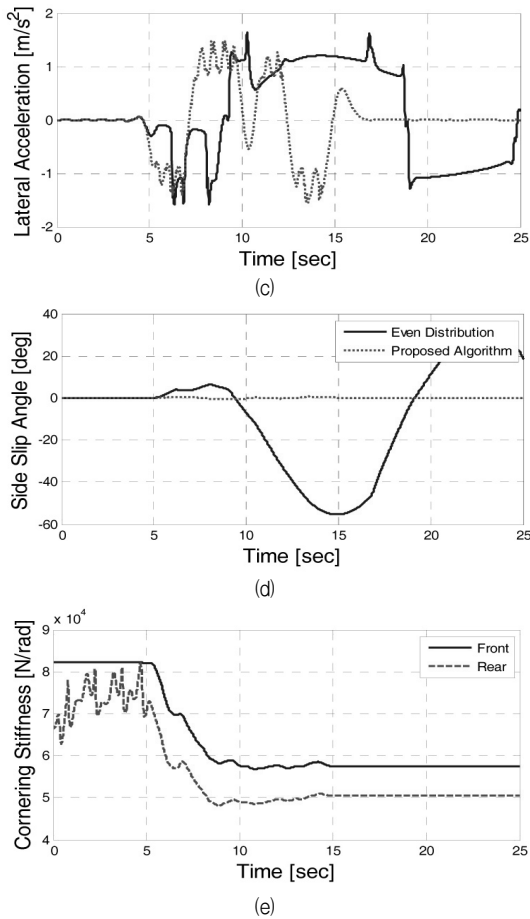 Lateral Acceleration [m/s²]
2
1
0
-1
-2
0 5 10 15 20 25
Time [sec]
(c)
Side Slip Angle [deg]
40
20
0
-20
-40
-60
Even Distribution
Proposed Algorithm
0 5 10 15 20 25
Time [sec]
(d)
Cornering Stiffness [N/rad]
x 10⁴
9
8
7
6
5
4
Front
Rear
0 5 10 15 20 25
Time [sec]
(e)